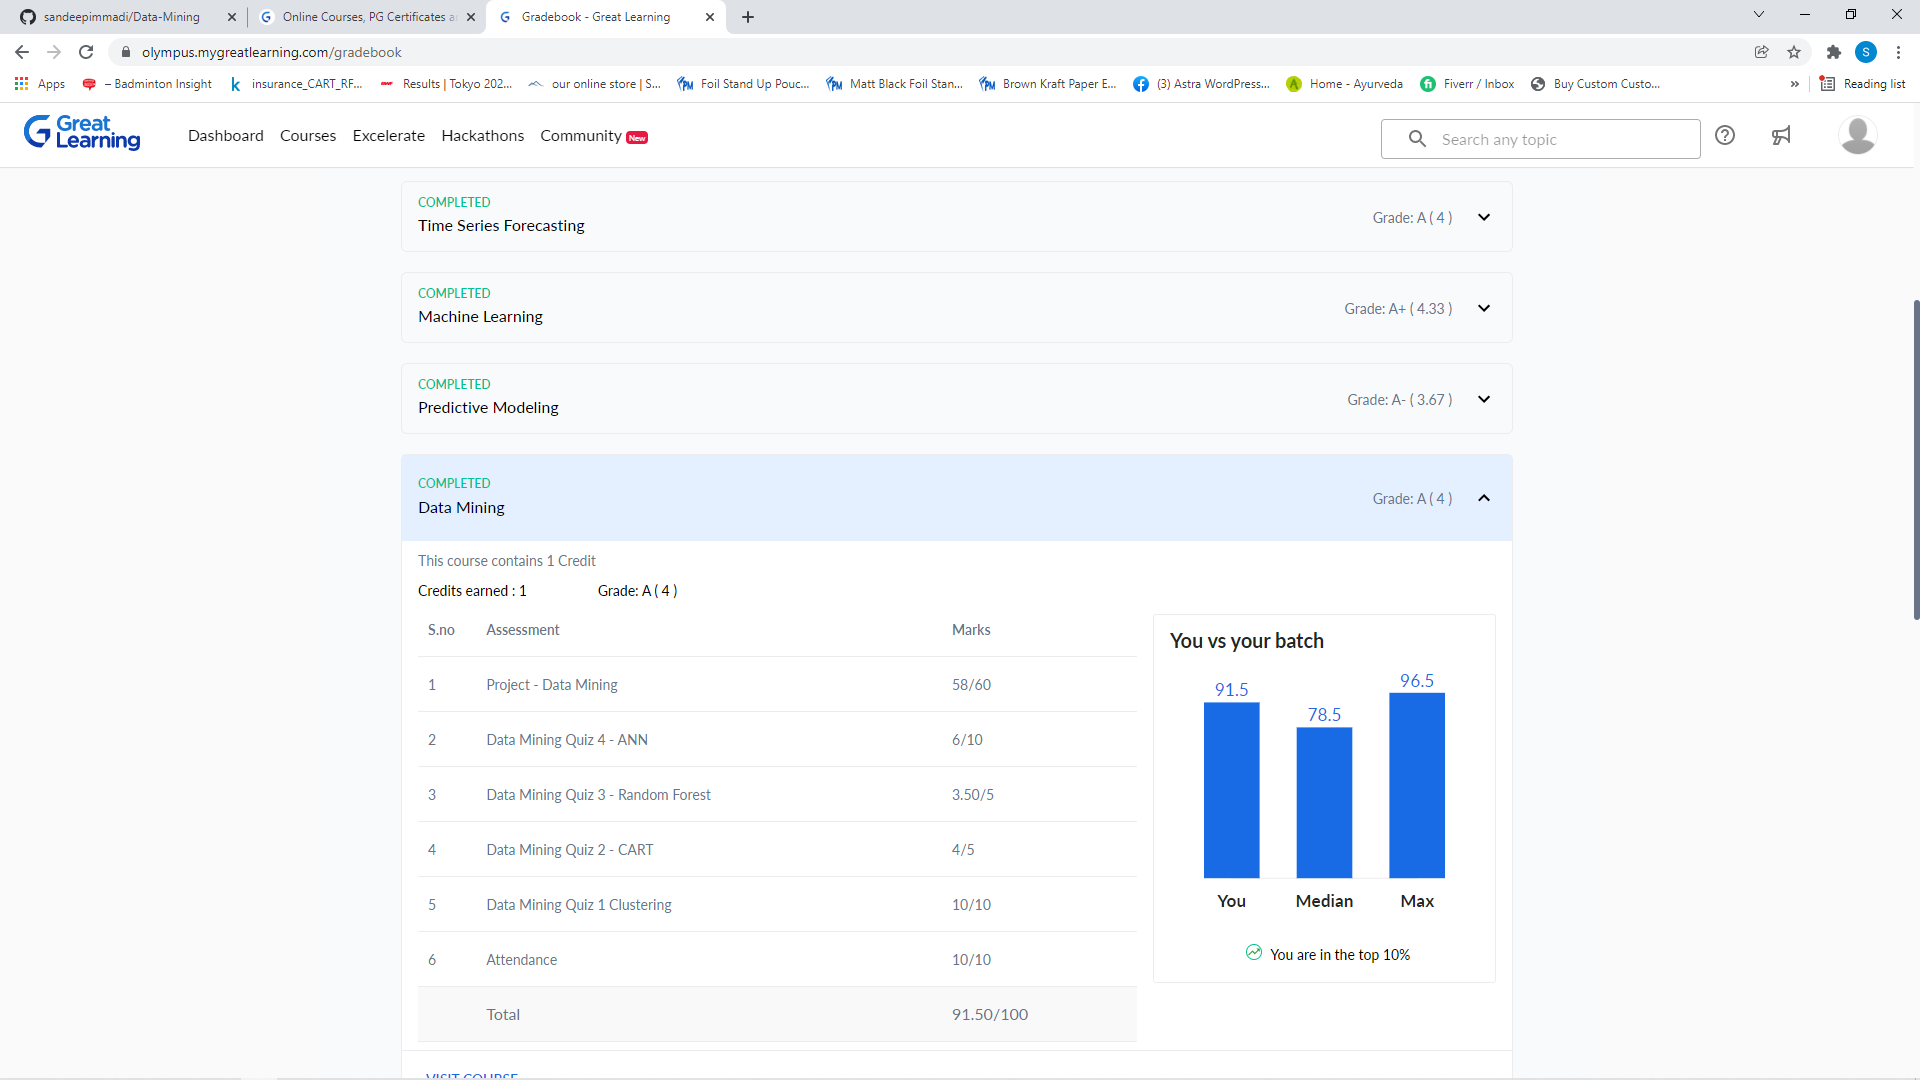 sandeepimmadi/Data-Mining
Online Courses, PG Certificates a
Gradebook - Great Learning
olympus.mygreatlearning.com/gradebook
S
Apps
– Badminton Insight
k insurance_CART_RF...
Results | Tokyo 202...
our online store | S...
Foil Stand Up Pouc...
Matt Black Foil Stan...
Brown Kraft Paper E...
(3) Astra WordPress...
Home - Ayurveda
Fiverr / Inbox
Buy Custom Custo...
»
Reading list
Great Learning
Dashboard
Courses
Excelerate
Hackathons
Community New
Search any topic
COMPLETED
Time Series Forecasting
Grade: A ( 4 )
COMPLETED
Machine Learning
Grade: A+ ( 4.33 )
COMPLETED
Predictive Modeling
Grade: A- ( 3.67 )
COMPLETED
Data Mining
Grade: A ( 4 )
This course contains 1 Credit
Credits earned : 1 Grade: A ( 4 )
S.no Assessment Marks
1 Project - Data Mining 58/60
2 Data Mining Quiz 4 - ANN 6/10
3 Data Mining Quiz 3 - Random Forest 3.50/5
4 Data Mining Quiz 2 - CART 4/5
5 Data Mining Quiz 1 Clustering 10/10
6 Attendance 10/10
Total 91.50/100
You vs your batch
91.5 78.5 96.5
You Median Max
You are in the top 10%
VISIT COURSE